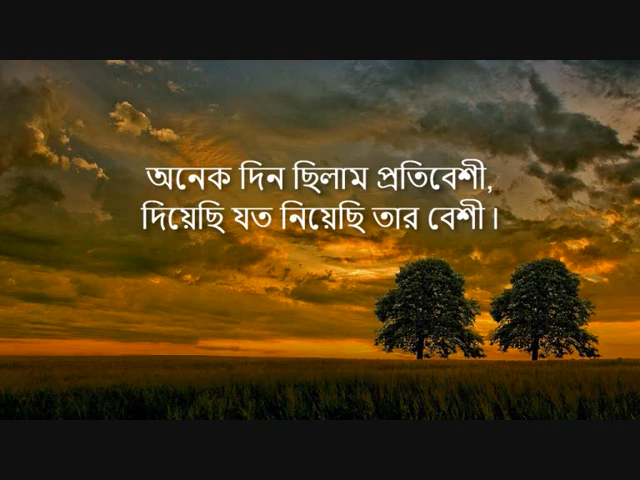 অনেক দিন ছিলাম প্রতিবেশী,
দিয়েছি যত নিয়েছি তার বেশী।